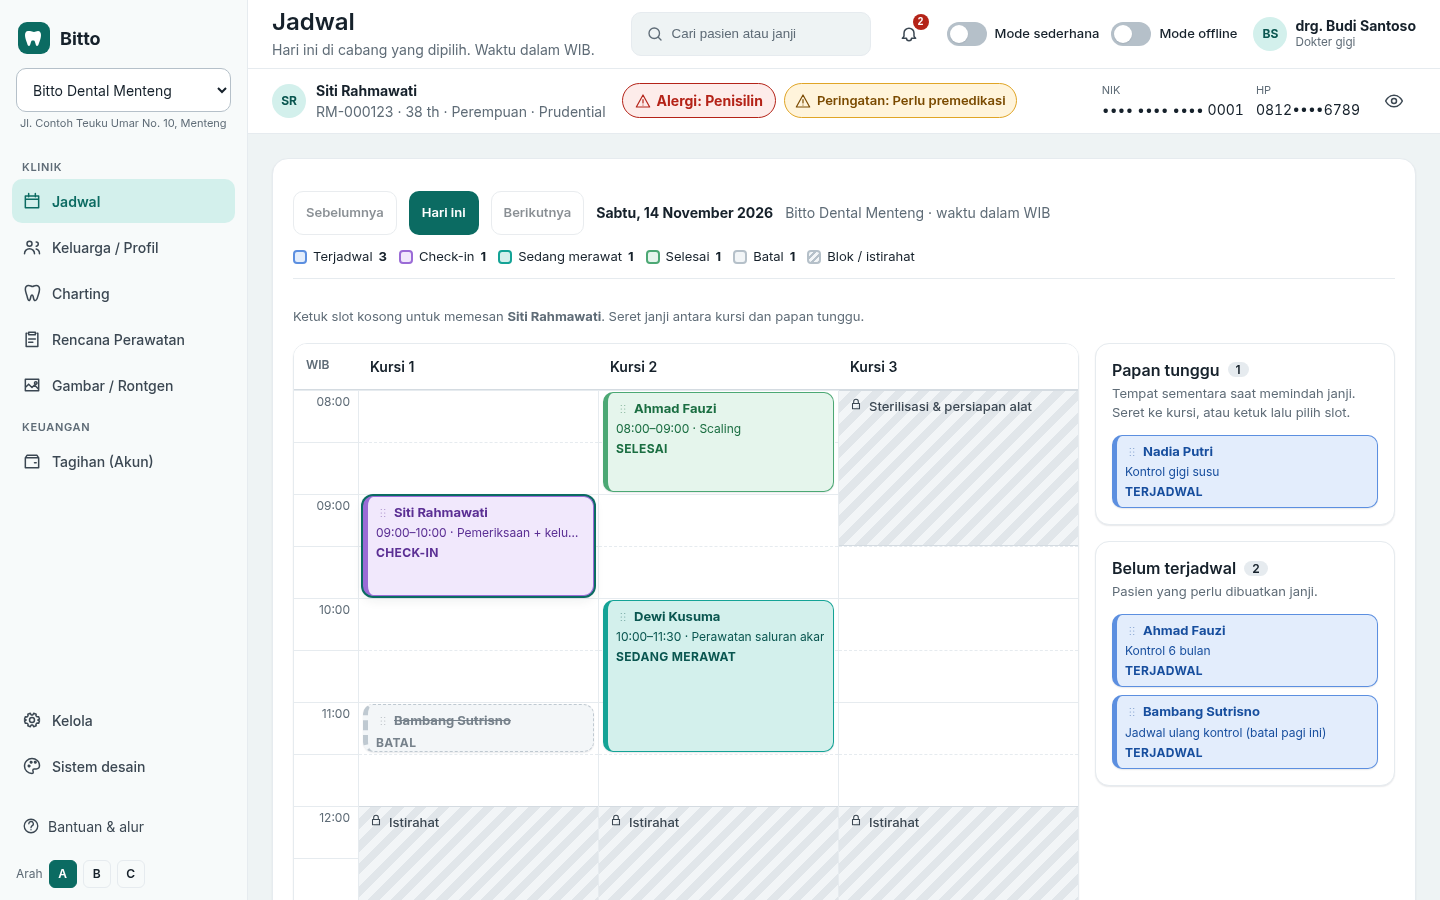 Bitto
Bitto Dental Menteng
Jl. Contoh Teuku Umar No. 10, Menteng
KLINIK
Jadwal
Keluarga / Profil
Charting
Rencana Perawatan
Gambar / Rontgen
KEUANGAN
Tagihan (Akun)
Kelola
Sistem desain
Bantuan & alur
Arah A B C
Jadwal
Hari ini di cabang yang dipilih. Waktu dalam WIB.
Cari pasien atau janji
2
Mode sederhana
Mode offline
BS
drg. Budi Santoso
Dokter gigi
SR
Siti Rahmawati
RM-000123 · 38 th · Perempuan · Prudential
Alergi: Penisilin
Peringatan: Perlu premedikasi
NIK
•••• •••• •••• 0001
HP
0812••••6789
Sebelumnya
Hari ini
Berikutnya
Sabtu, 14 November 2026
Bitto Dental Menteng · waktu dalam WIB
Terjadwal 3
Check-in 1
Sedang merawat 1
Selesai 1
Batal 1
Blok / istirahat
Ketuk slot kosong untuk memesan Siti Rahmawati. Seret janji antara kursi dan papan tunggu.
WIB
Kursi 1
Kursi 2
Kursi 3
08:00
Ahmad Fauzi
08:00–09:00 · Scaling
SELESAI
Sterilisasi & persiapan alat
09:00
Siti Rahmawati
09:00–10:00 · Pemeriksaan + kelu...
CHECK-IN
10:00
Dewi Kusuma
10:00–11:30 · Perawatan saluran akar
SEDANG MERAWAT
11:00
Bambang Sutrisno
BATAL
12:00
Istirahat
Istirahat
Istirahat
Papan tunggu 1
Tempat sementara saat memindah janji.
Seret ke kursi, atau ketuk lalu pilih slot.
Nadia Putri
Kontrol gigi susu
TERJADWAL
Belum terjadwal 2
Pasien yang perlu dibuatkan janji.
Ahmad Fauzi
Kontrol 6 bulan
TERJADWAL
Bambang Sutrisno
Jadwal ulang kontrol (batal pagi ini)
TERJADWAL